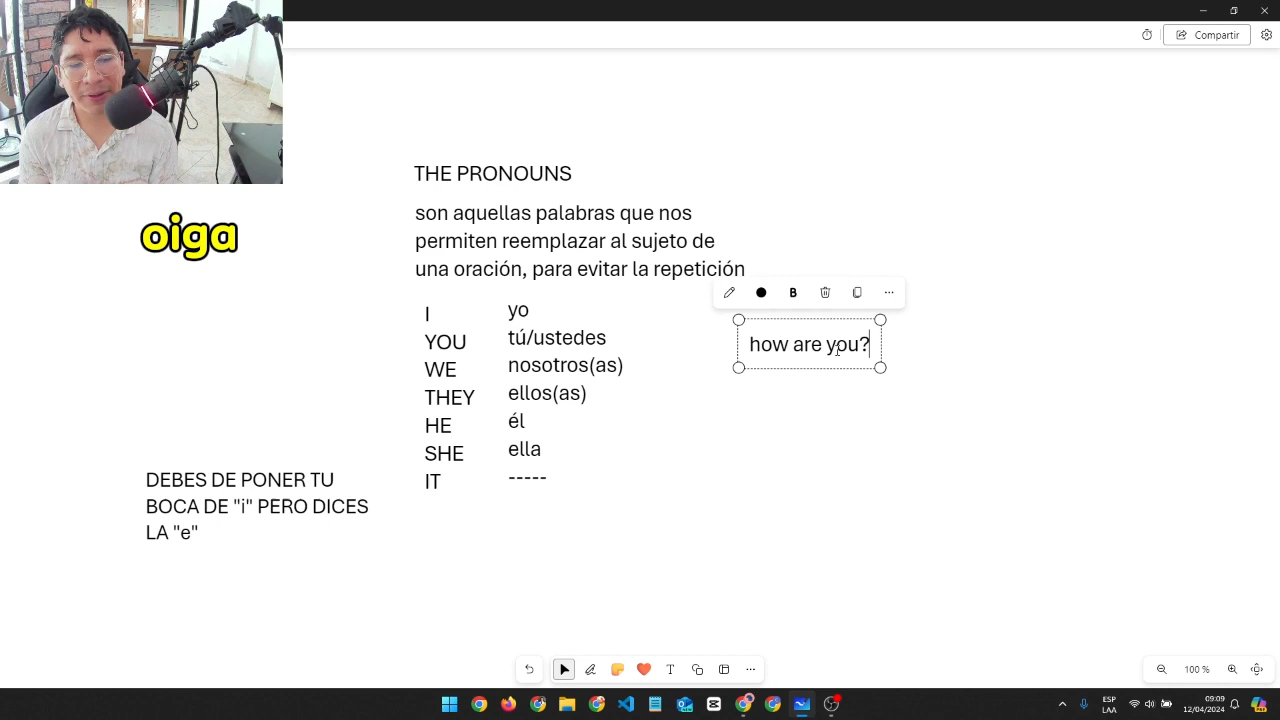 Compartir
THE PRONOUNS
son aquellas palabras que nos
permiten reemplazar al sujeto de
una oración, para evitar la repetición
oiga
B
I yo
YOU tú/ustedes
WE nosotros(as)
THEY ellos(as)
HE él
SHE ella
IT -----
how are you?
DEBES DE PONER TU
BOCA DE "i" PERO DICES
LA "e"
100 %
ESP
LAA
09:09
12/04/2024